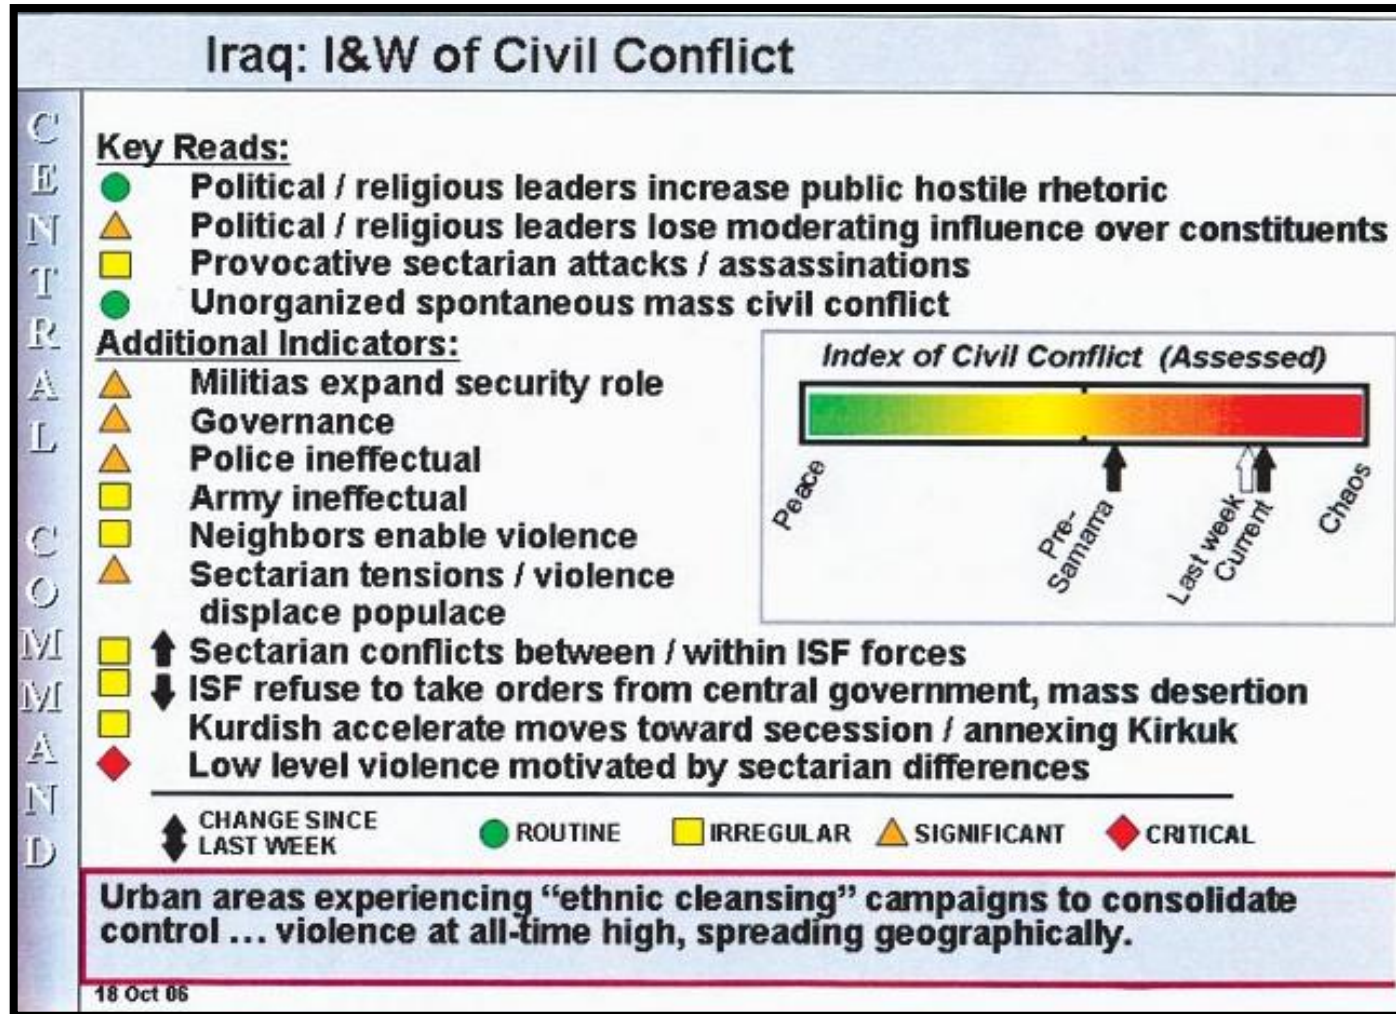 Iraq: I&W of Civil Conflict
CENTRAL COMMAND
Key Reads:
Political / religious leaders increase public hostile rhetoric
Political / religious leaders lose moderating influence over constituents
Provocative sectarian attacks / assassinations
Unorganized spontaneous mass civil conflict
Additional Indicators:
Militias expand security role
Governance
Police ineffectual
Army ineffectual
Neighbors enable violence
Sectarian tensions / violence
displace populace
Sectarian conflicts between / within ISF forces
ISF refuse to take orders from central government, mass desertion
Kurdish accelerate moves toward secession / annexing Kirkuk
Low level violence motivated by sectarian differences
Index of Civil Conflict (Assessed)
Peace
Pre-
Samarra
Last week
Current
Chaos
CHANGE SINCE
LAST WEEK
ROUTINE
IRREGULAR
SIGNIFICANT
CRITICAL
Urban areas experiencing “ethnic cleansing” campaigns to consolidate
control ... violence at all-time high, spreading geographically.
18 Oct 06